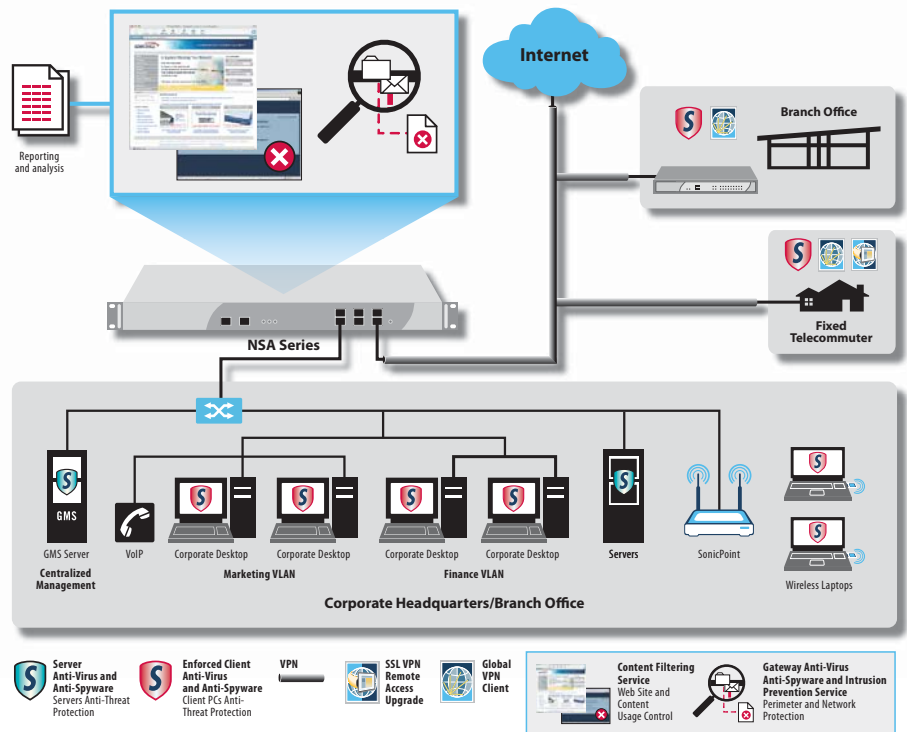 Internet
Branch Office
Reporting
and analysis
Fixed
Telecommuter
NSA Series
S
S
S
GMS
S
S
S
S
S
S
S
GMS Server
VoIP
Corporate Desktop
Corporate Desktop
Corporate Desktop
Corporate Desktop
Servers
SonicPoint
Centralized
Management
Marketing VLAN
Finance VLAN
Wireless Laptops
Corporate Headquarters/Branch Office
S
Server
Anti-Virus and
Anti-Spyware
Servers Anti-Threat
Protection
S
Enforced Client
Anti-Virus
and Anti-Spyware
Client PCs Anti-
Threat Protection
VPN
SSL VPN
Remote
Access
Upgrade
Global
VPN
Client
Content Filtering
Service
Web Site and
Content
Usage Control
Gateway Anti-Virus
Anti-Spyware and Intrusion
Prevention Service
Perimeter and Network
Protection